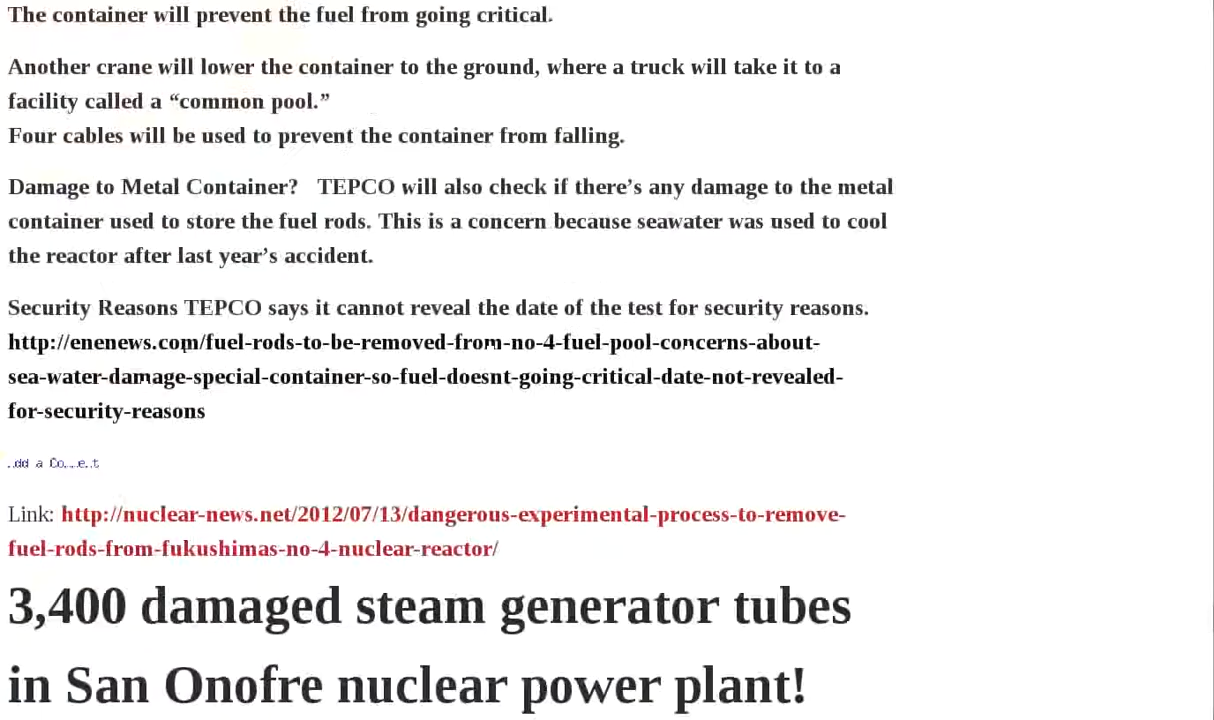 The container will prevent the fuel from going critical.
Another crane will lower the container to the ground, where a truck will take it to a
facility called a “common pool.”
Four cables will be used to prevent the container from falling.
Damage to Metal Container?   TEPCO will also check if there’s any damage to the metal
container used to store the fuel rods. This is a concern because seawater was used to cool
the reactor after last year’s accident.
Security Reasons TEPCO says it cannot reveal the date of the test for security reasons.
http://enenews.com/fuel-rods-to-be-removed-from-no-4-fuel-pool-concerns-about-
sea-water-damage-special-container-so-fuel-doesnt-going-critical-date-not-revealed-
for-security-reasons
a
Link: http://nuclear-news.net/2012/07/13/dangerous-experimental-process-to-remove-
fuel-rods-from-fukushimas-no-4-nuclear-reactor/
3,400 damaged steam generator tubes
in San Onofre nuclear power plant!